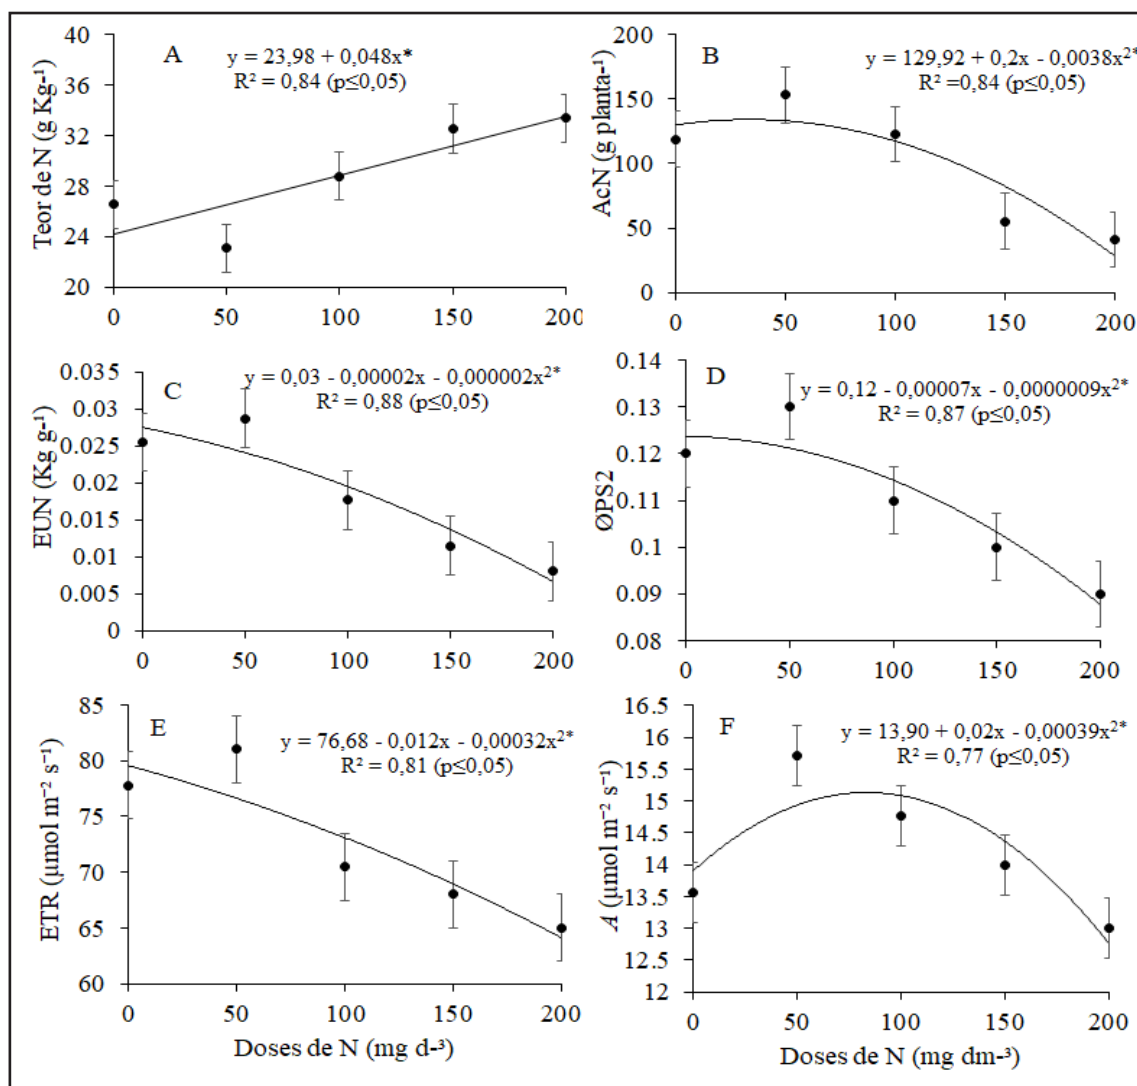 A
y = 23,98 + 0,048x*
R² = 0,84 (p≤0,05)
Teor de N (g Kg-¹)
40
36
32
28
24
20
0
50
100
150
200
B
y = 129,92 + 0,2x - 0,0038x²*
R² =0,84 (p≤0,05)
AcN (g planta-¹)
200
150
100
50
0
0
50
100
150
200
C
y = 0,03 - 0,00002x - 0,000002x²*
R² = 0,88 (p≤0,05)
EUN (Kg g-¹)
0.035
0.03
0.025
0.02
0.015
0.01
0.005
0
0
50
100
150
200
D
y = 0,12 - 0,00007x - 0,0000009x²*
R² = 0,87 (p≤0,05)
ØPS2
0.14
0.13
0.12
0.11
0.1
0.09
0.08
0
50
100
150
200
E
y = 76,68 - 0,012x - 0,00032x²*
R² = 0,81 (p≤0,05)
ETR (µmol m⁻² s⁻¹)
85
80
75
70
65
60
0
50
100
150
200
Doses de N (mg d-³)
F
y = 13,90 + 0,02x - 0,00039x²*
R² = 0,77 (p≤0,05)
A (µmol m⁻² s⁻¹)
16.5
16
15.5
15
14.5
14
13.5
13
12.5
12
0
50
100
150
200
Doses de N (mg dm-³)